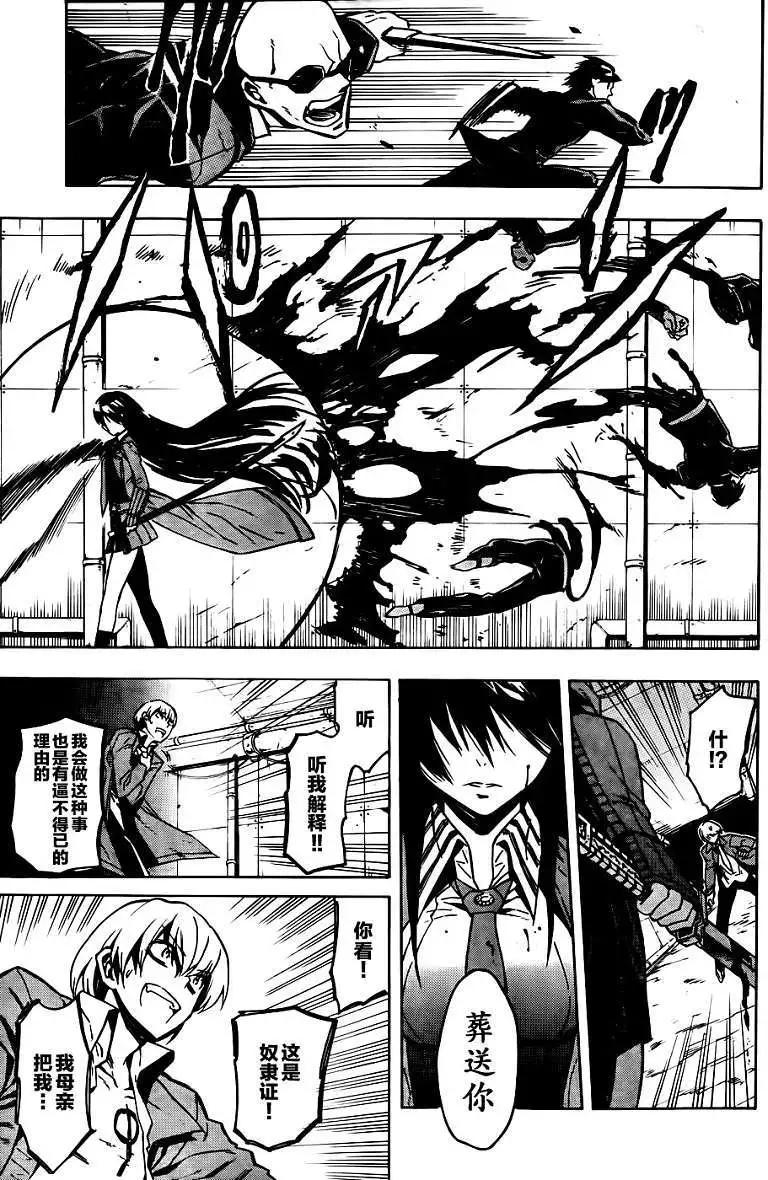 什!?
葬送你
听
听我解释!!
我会做这种事
也是有逼不得已的
理由的
你看！
这是
奴隶证！
我母亲
把我…